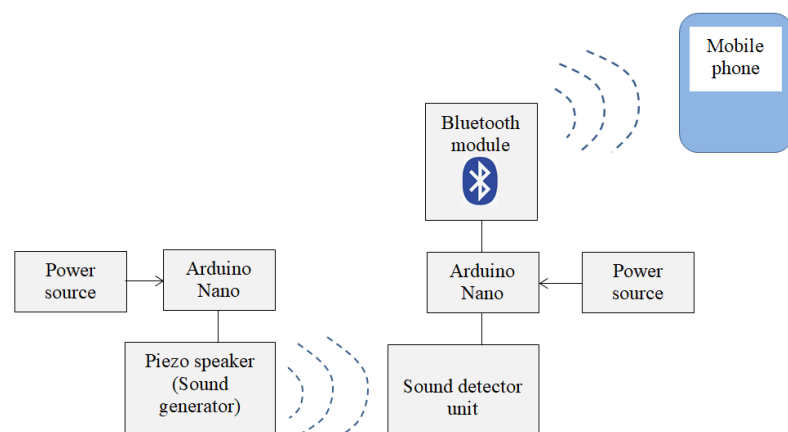 Mobile
phone
Bluetooth
module
Power
source
Arduino
Nano
Arduino
Nano
Power
source
Piezo speaker
(Sound
generator)
Sound detector
unit